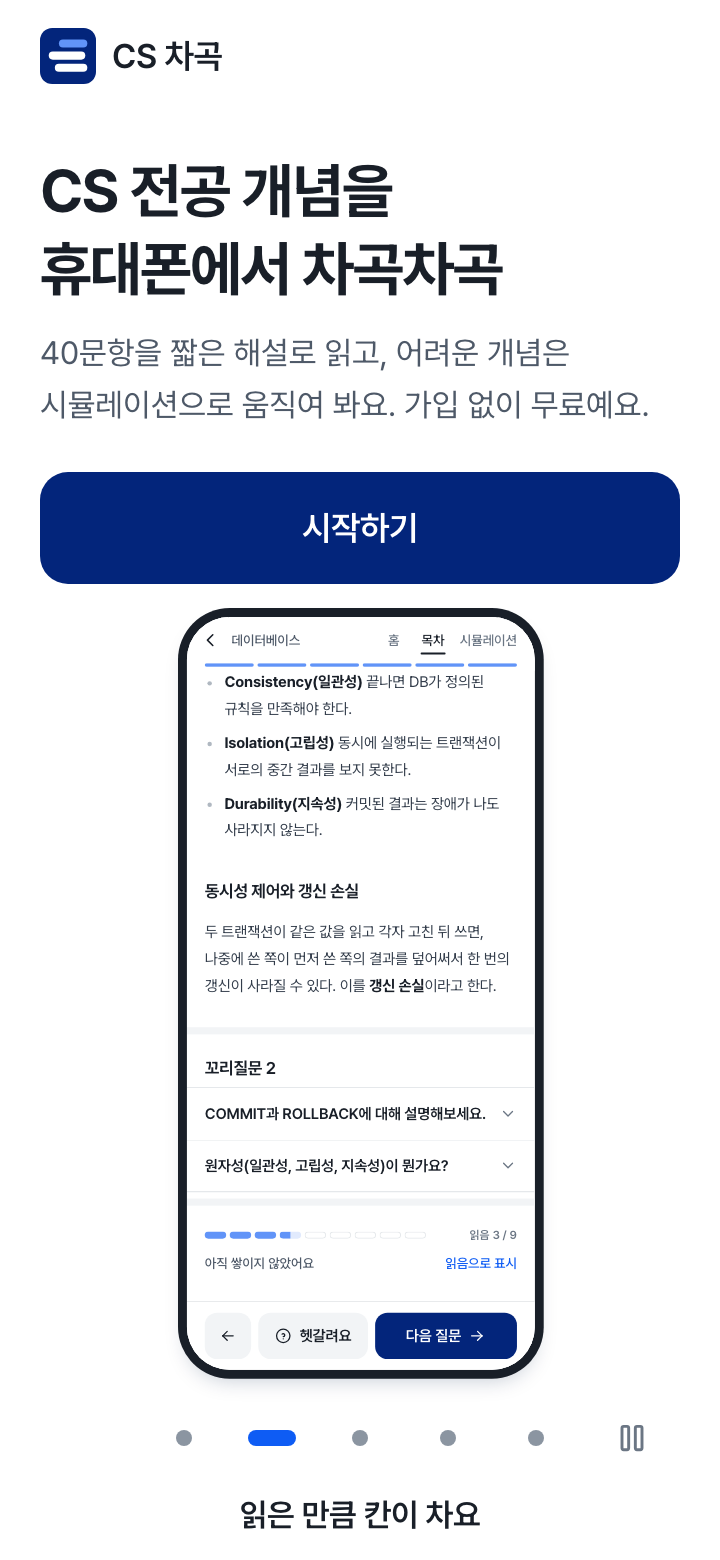 CS 차곡
CS 전공 개념을
휴대폰에서 차곡차곡
40문항을 짧은 해설로 읽고, 어려운 개념은
시뮬레이션으로 움직여 봐요. 가입 없이 무료예요.
시작하기
데이터베이스 홈 목차 시뮬레이션
Consistency(일관성) 끝나면 DB가 정의된
규칙을 만족해야 한다.
Isolation(고립성) 동시에 실행되는 트랜잭션이
서로의 중간 결과를 보지 못한다.
Durability(지속성) 커밋된 결과는 장애가 나도
사라지지 않는다.
동시성 제어와 갱신 손실
두 트랜잭션이 같은 값을 읽고 각자 고친 뒤 쓰면,
나중에 쓴 쪽이 먼저 쓴 쪽의 결과를 덮어써서 한 번의
갱신이 사라질 수 있다. 이를 갱신 손실이라고 한다.
꼬리질문 2
COMMIT과 ROLLBACK에 대해 설명해보세요.
원자성(일관성, 고립성, 지속성)이 뭔가요?
읽음 3 / 9
아직 쌓이지 않았어요 읽음으로 표시
헷갈려요 다음 질문
읽은 만큼 칸이 차요